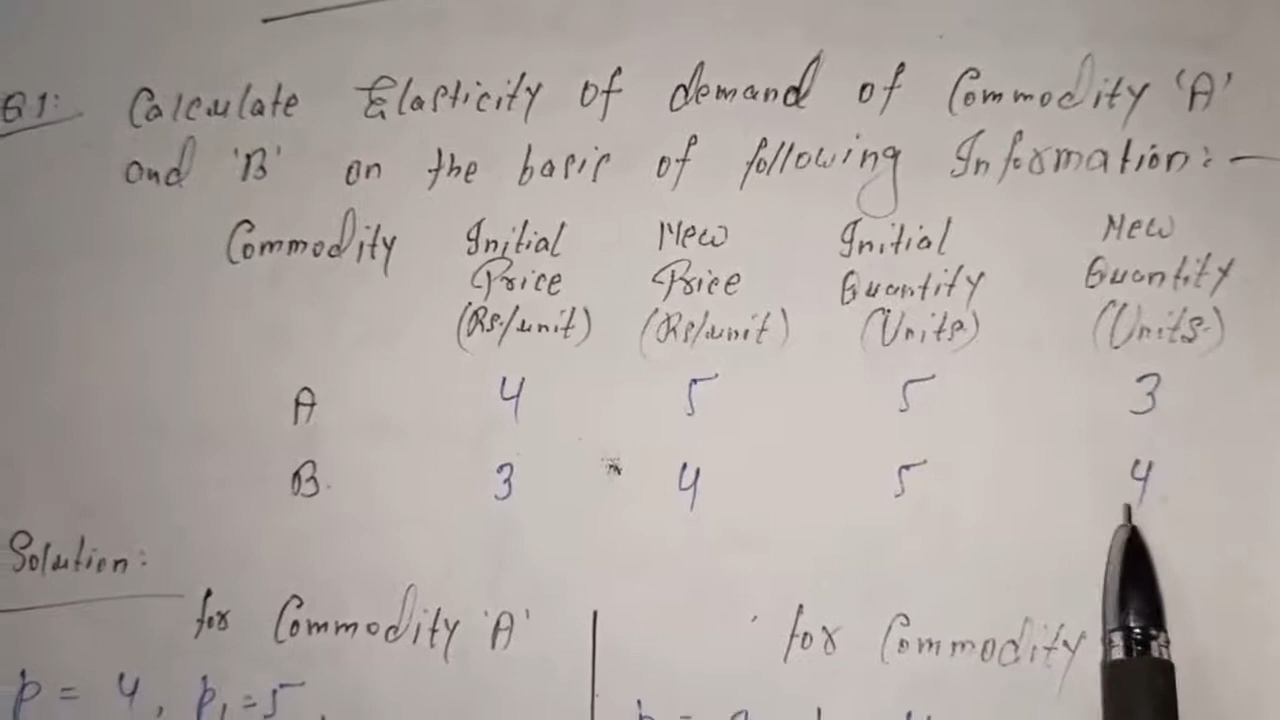 Q1: Calculate Elasticity of demand of Commodity 'A'
and 'B' on the basis of following Information:-
Commodity Initial Price (Rs/unit) New Price (Rs/unit) Initial Quantity (Units) New Quantity (Units)
A 4 5 5 3
B 3 4 5 4
Solution:
for Commodity 'A' for Commodity
p = 4, p₁ = 5